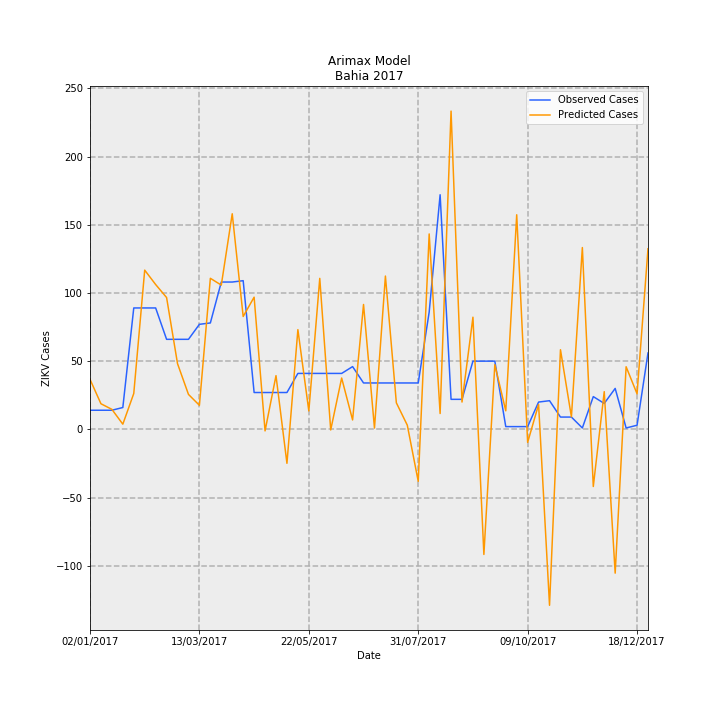 Arimax Model
Bahia 2017
Observed Cases
Predicted Cases
ZIKV Cases
250
200
150
100
50
0
−50
−100
02/01/2017 13/03/2017 22/05/2017 31/07/2017 09/10/2017 18/12/2017
Date